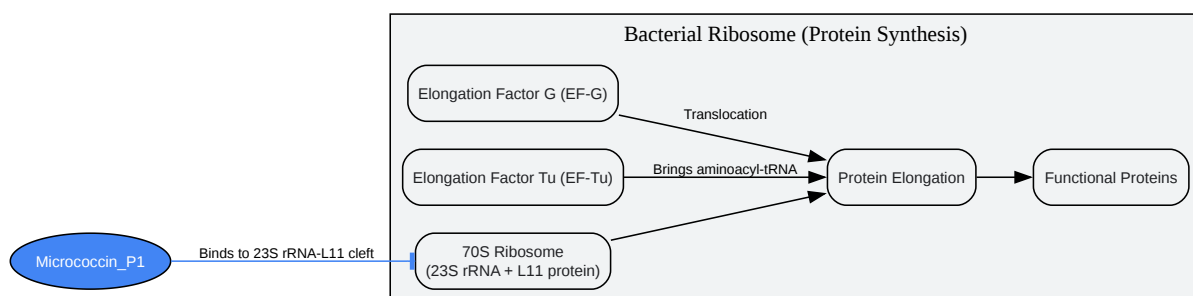 Bacterial Ribosome (Protein Synthesis)
Elongation Factor G (EF-G)
Translocation
Elongation Factor Tu (EF-Tu)
Brings aminoacyl-tRNA
Protein Elongation
Functional Proteins
Micrococcin_P1
Binds to 23S rRNA-L11 cleft
70S Ribosome
(23S rRNA + L11 protein)